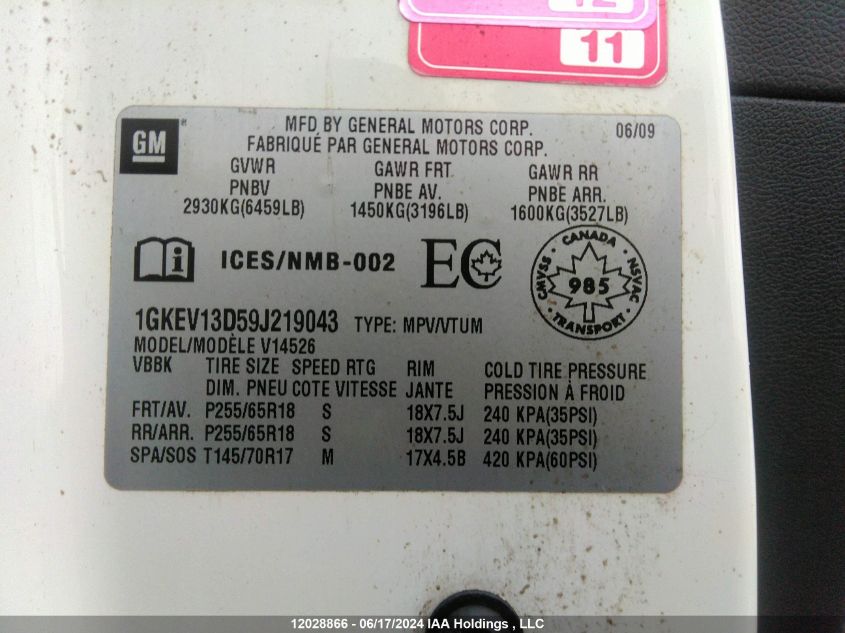 12
11
GM
MFD BY GENERAL MOTORS CORP. 06/09
FABRIQUÉ PAR GENERAL MOTORS CORP.
GVWR GAWR FRT GAWR RR
PNBV PNBE AV. PNBE ARR.
2930KG(6459LB) 1450KG(3196LB) 1600KG(3527LB)
ICES/NMB-002 EC
CANADA
CMVSS 985 NSVAC
TRANSPORT
1GKEV13D59J219043 TYPE: MPV/VTUM
MODEL/MODÈLE V14526
VBBK TIRE SIZE SPEED RTG RIM COLD TIRE PRESSURE
DIM. PNEU COTE VITESSE JANTE PRESSION À FROID
FRT/AV. P255/65R18 S 18X7.5J 240 KPA(35PSI)
RR/ARR. P255/65R18 S 18X7.5J 240 KPA(35PSI)
SPA/SOS T145/70R17 M 17X4.5B 420 KPA(60PSI)
12028866 - 06/17/2024 IAA Holdings , LLC